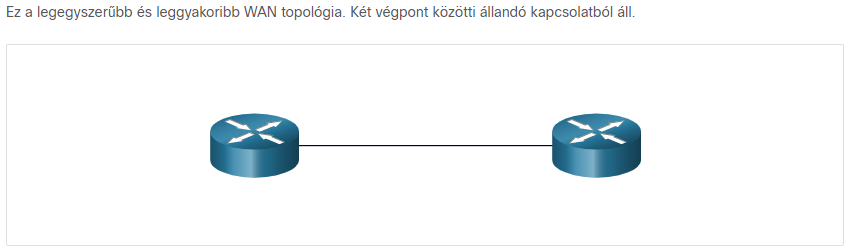 Ez a legegyszerűbb és leggyakoribb WAN topológia. Két végpont közötti állandó kapcsolatból áll.